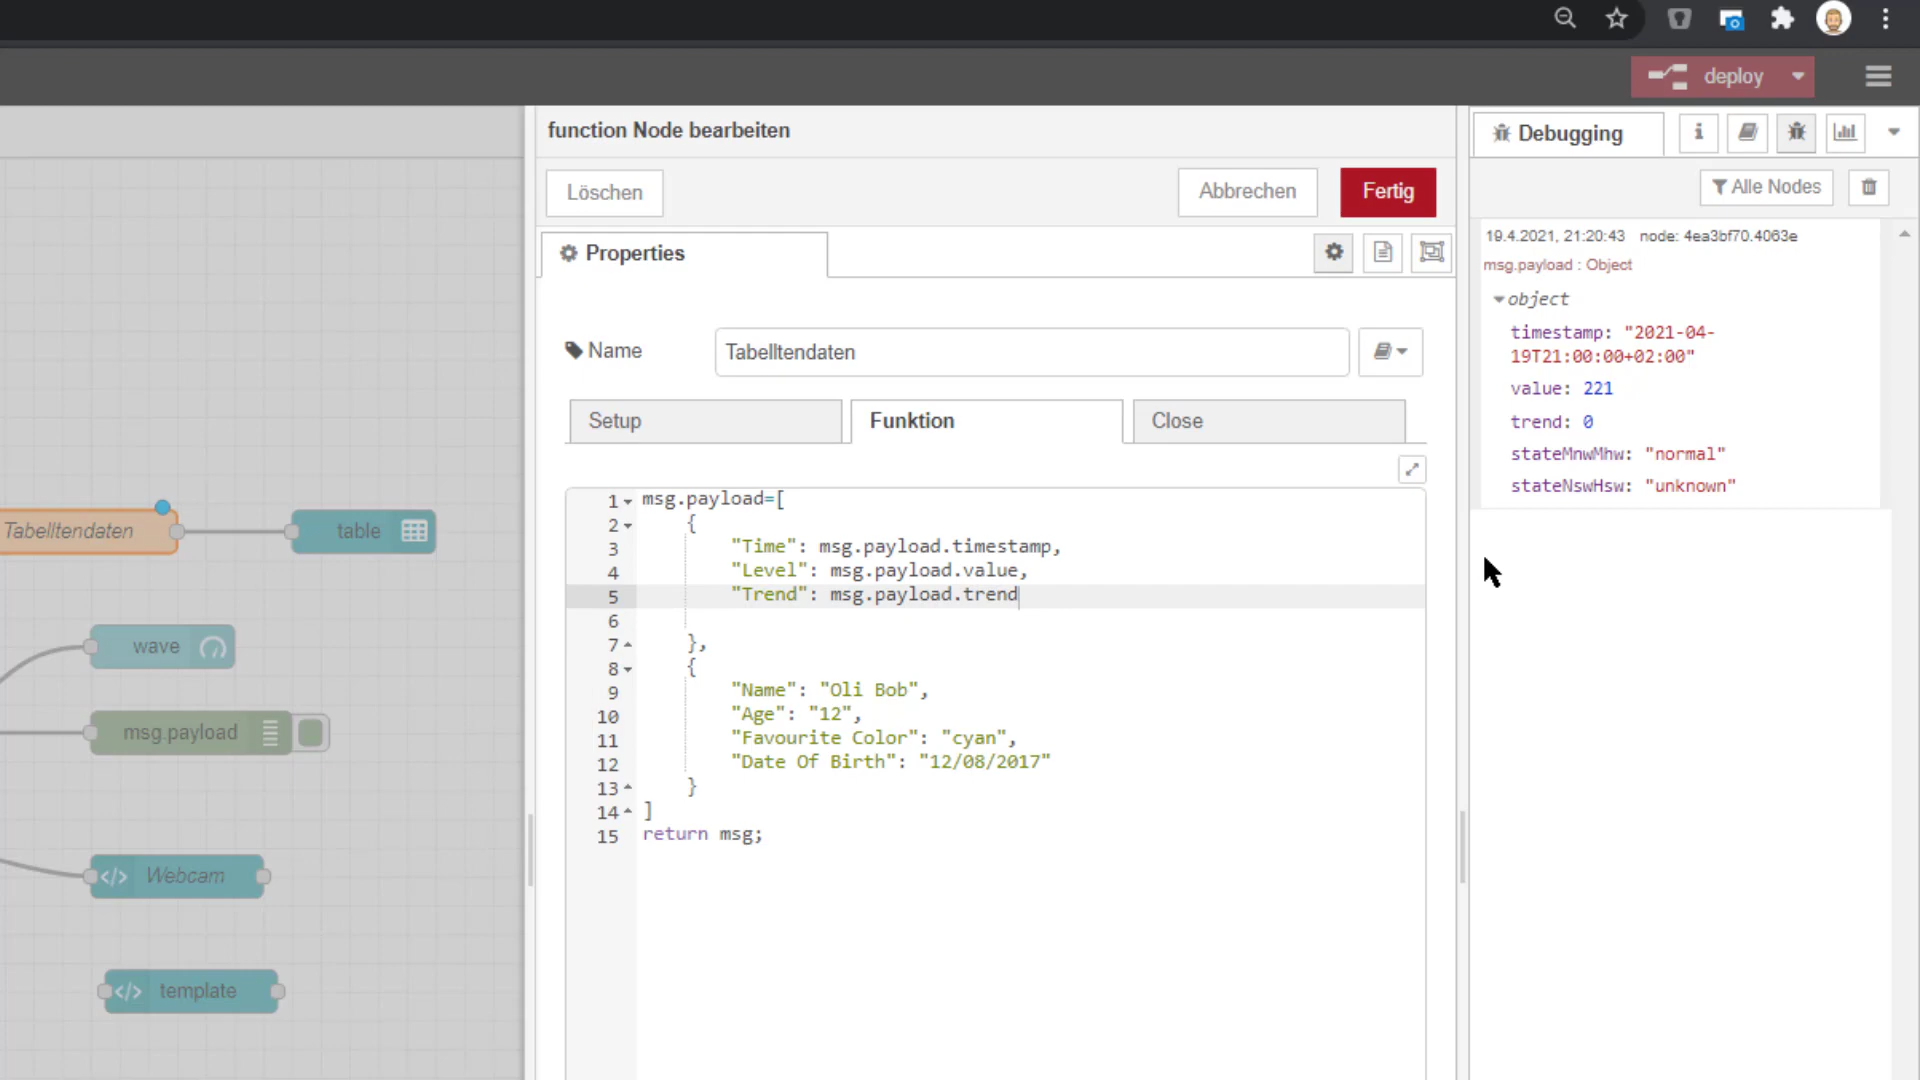 deploy
function Node bearbeiten
Debugging
Löschen
Abbrechen
Fertig
Alle Nodes
Properties
19.4.2021, 21:20:43 node: 4ea3bf70.4063e
msg.payload : Object
object
timestamp: "2021-04-
19T21:00:00+02:00"
value: 221
trend: 0
stateMnwMhw: "normal"
stateNswHsw: "unknown"
Name
Tabelltendaten
Setup
Funktion
Close
1 msg.payload=[
2 {
3 "Time": msg.payload.timestamp,
4 "Level": msg.payload.value,
5 "Trend": msg.payload.trend
6
7 },
8 {
9 "Name": "Oli Bob",
10 "Age": "12",
11 "Favourite Color": "cyan",
12 "Date Of Birth": "12/08/2017"
13 }
14 ]
15 return msg;
Tabelltendaten
table
wave
msg.payload
</> Webcam
</> template